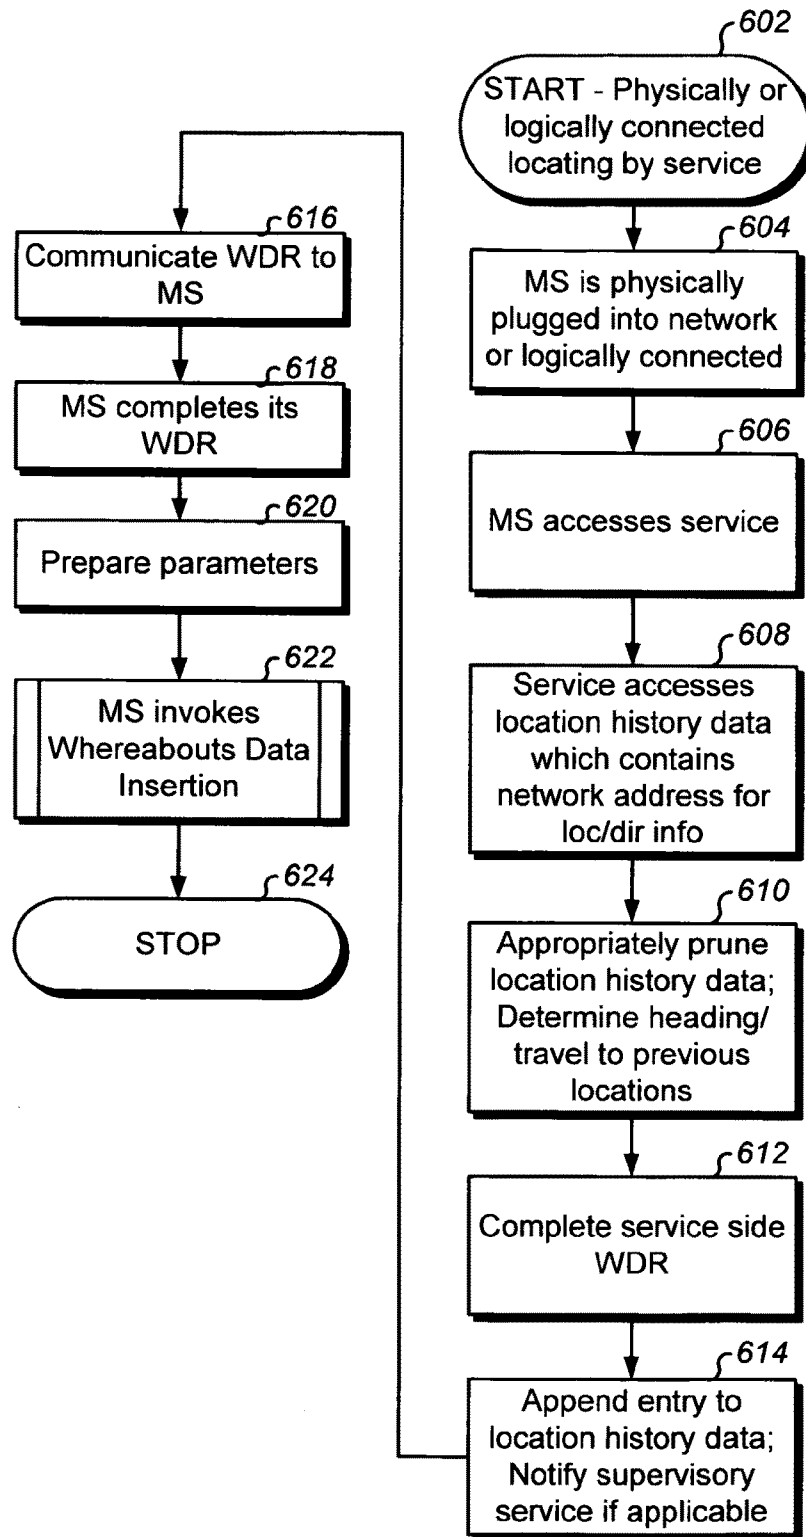 602
START - Physically or
logically connected
locating by service
604
MS is physically
plugged into network
or logically connected
606
MS accesses service
608
Service accesses
location history data
which contains
network address for
loc/dir info
610
Appropriately prune
location history data;
Determine heading/
travel to previous
locations
612
Complete service side
WDR
614
Append entry to
location history data;
Notify supervisory
service if applicable
616
Communicate WDR to
MS
618
MS completes its
WDR
620
Prepare parameters
622
MS invokes
Whereabouts Data
Insertion
624
STOP